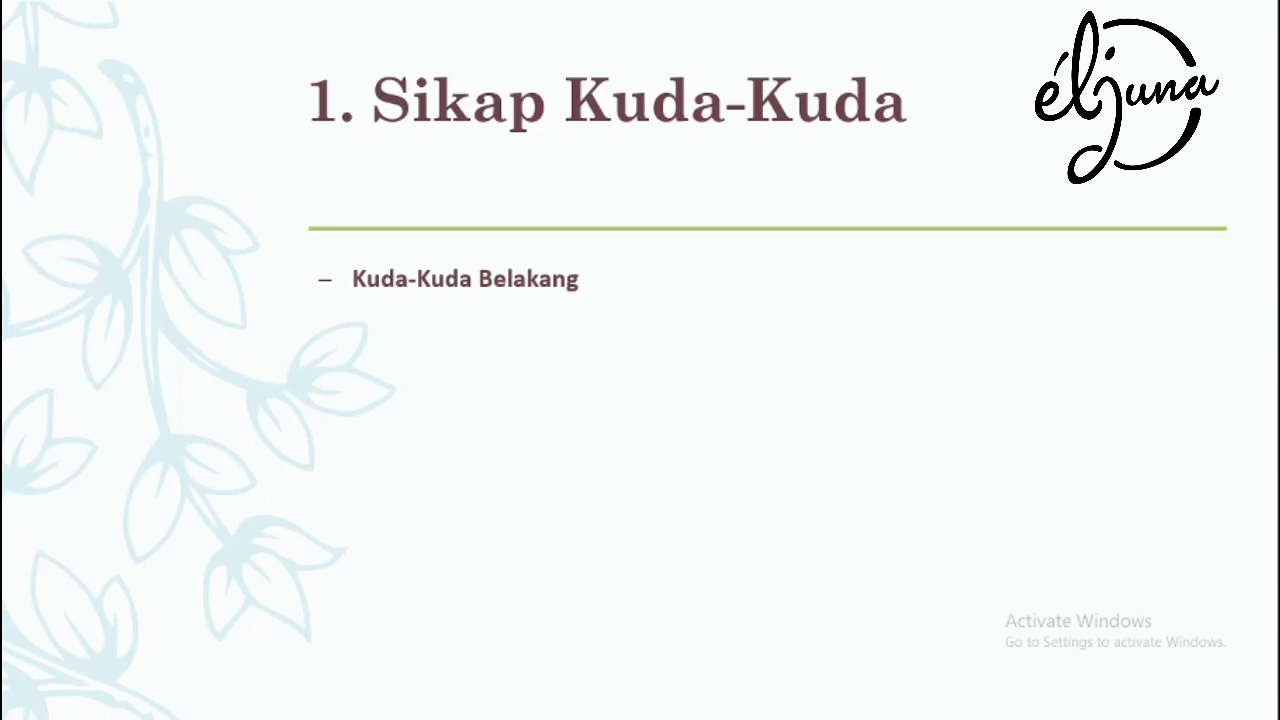 1. Sikap Kuda-Kuda
éljuna
– Kuda-Kuda Belakang
Activate Windows
Go to Settings to activate Windows.